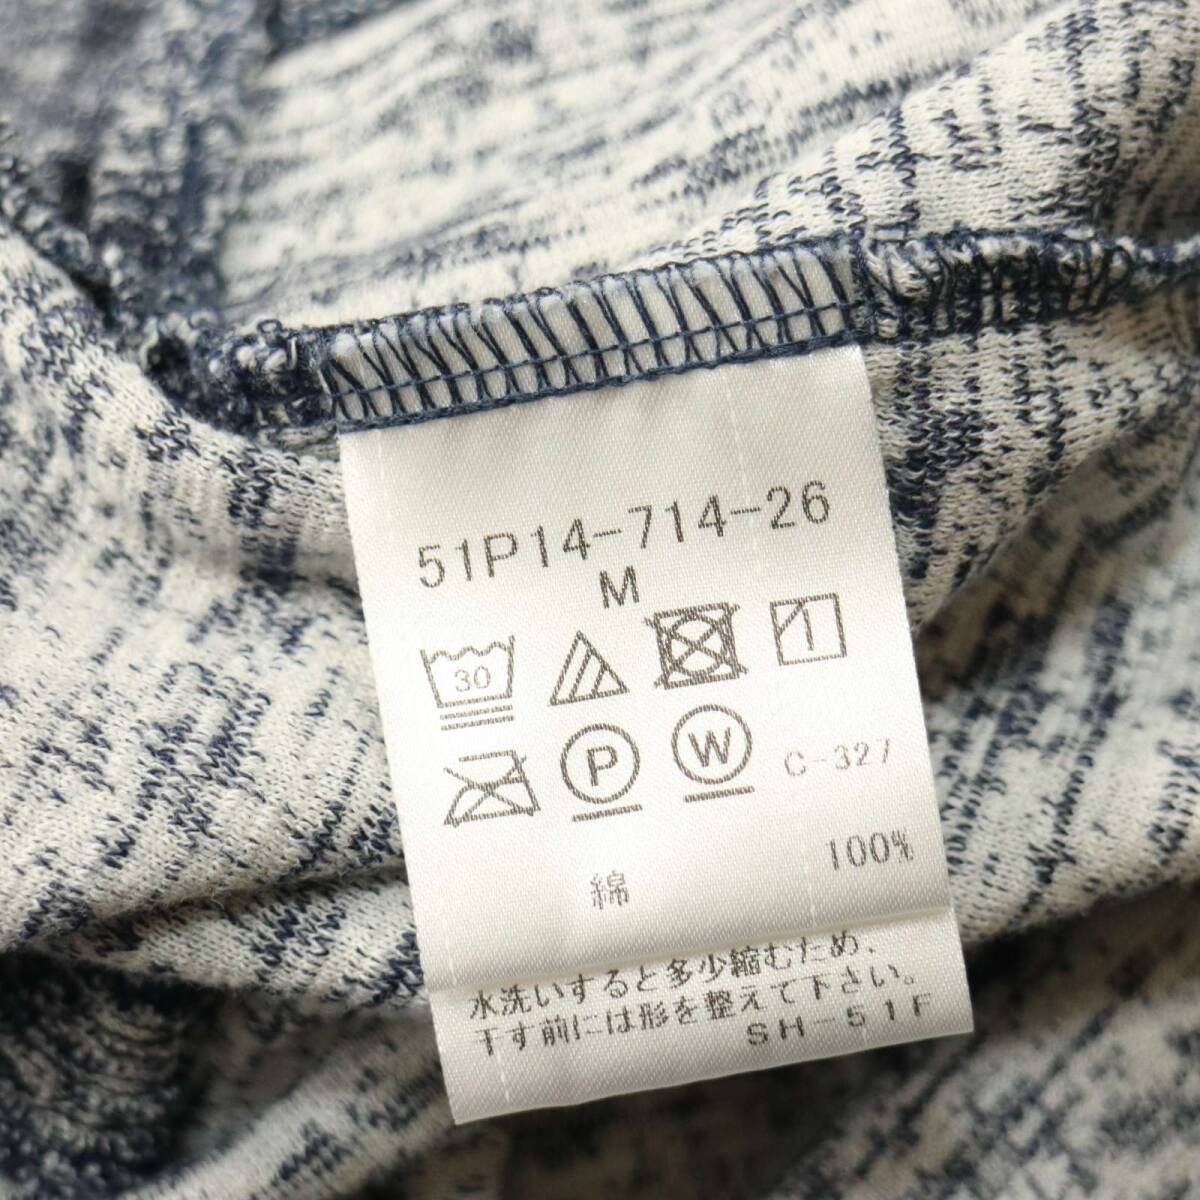 51P14-714-26
M
30
P W C-327
綿 100%
水洗いすると多少縮むため、
干す前には形を整えて下さい。
SH-51F